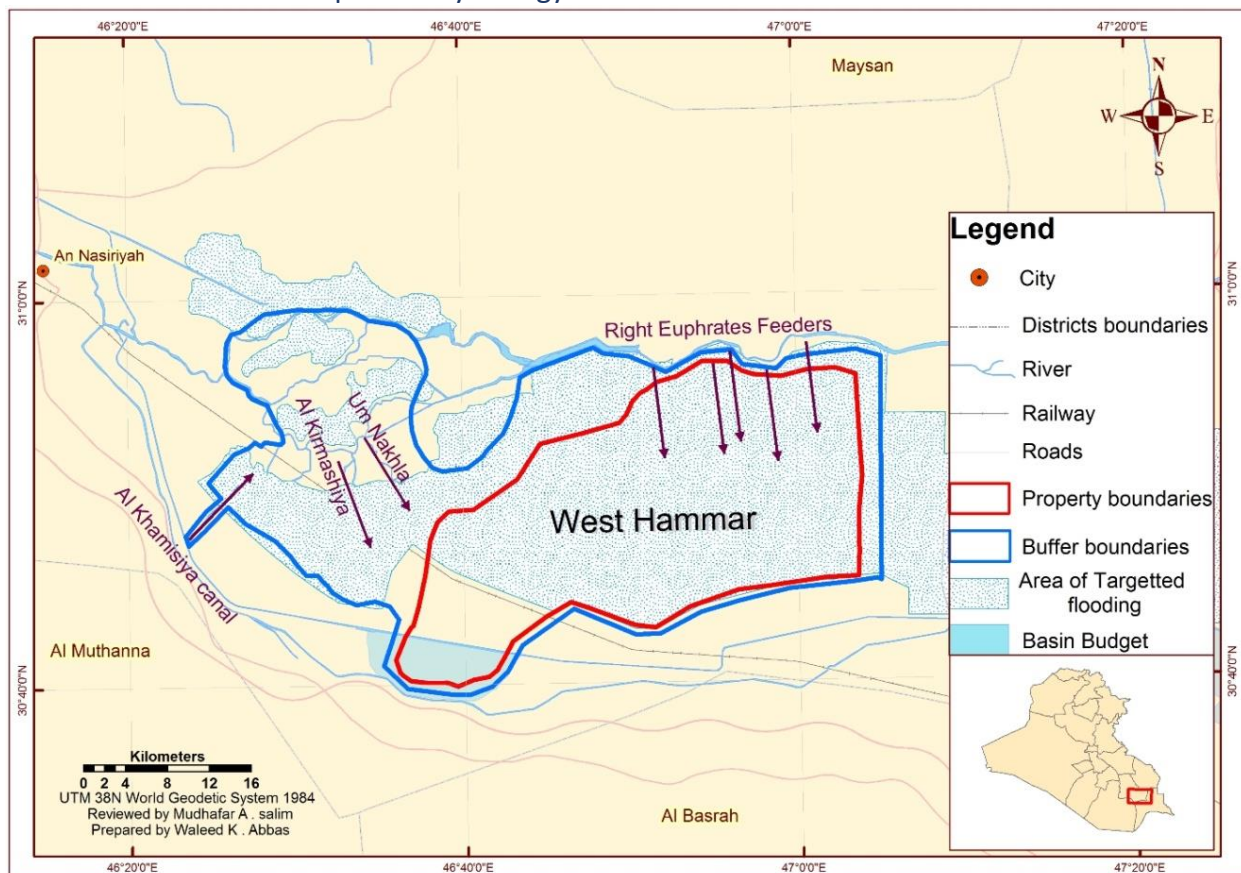 46°20'0"E
46°40'0"E
47°0'0"E
47°20'0"E
Maysan
N
W
E
S
An Nasiriyah
31°0'0"N
31°0'0"N
Right Euphrates Feeders
Um Nakhla
Al Kirmashiya
Al Khamisiya canal
West Hammar
Al Muthanna
30°40'0"N
30°40'0"N
Al Basrah
Legend
City
Districts boundaries
River
Railway
Roads
Property boundaries
Buffer boundaries
Area of Targetted
flooding
Basin Budget
Kilometers
0 2 4 8 12 16
UTM 38N World Geodetic System 1984
Reviewed by Mudhafar A . salim
Prepared by Waleed K . Abbas
46°20'0"E
46°40'0"E
47°0'0"E
47°20'0"E